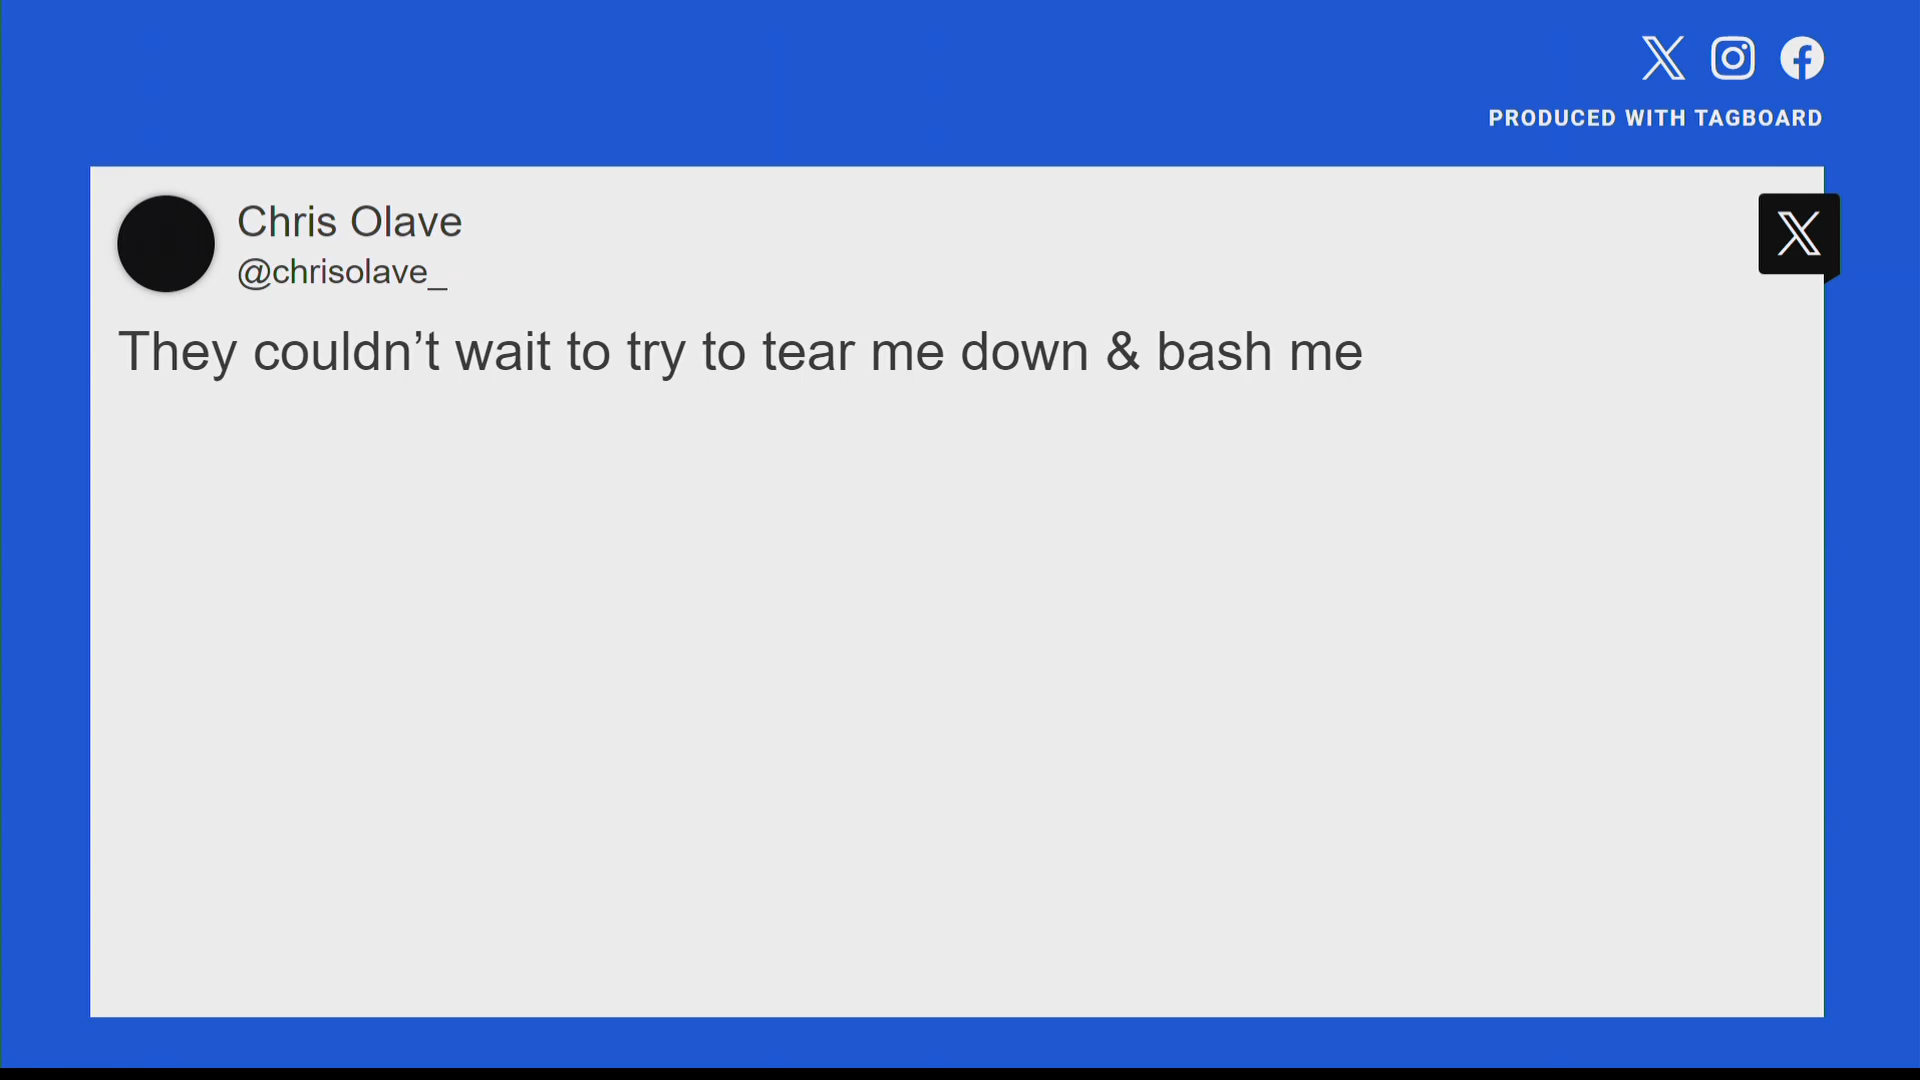 PRODUCED WITH TAGBOARD
Chris Olave
@chrisolave_
They couldn’t wait to try to tear me down & bash me